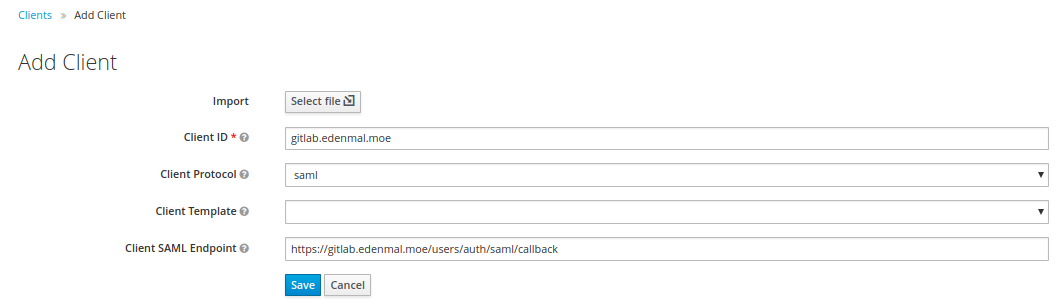 Clients » Add Client
Add Client
Import Select file
Client ID * gitlab.edenmal.moe
Client Protocol saml
Client Template
Client SAML Endpoint https://gitlab.edenmal.moe/users/auth/saml/callback
Save Cancel